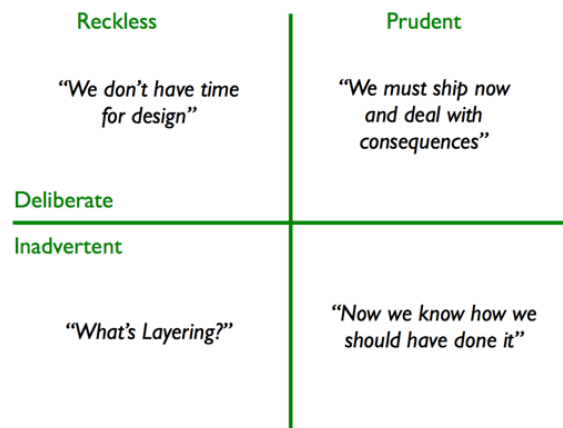 Reckless
Prudent
“We don’t have time
for design”
“We must ship now
and deal with
consequences”
Deliberate
Inadvertent
“What’s Layering?”
“Now we know how we
should have done it”